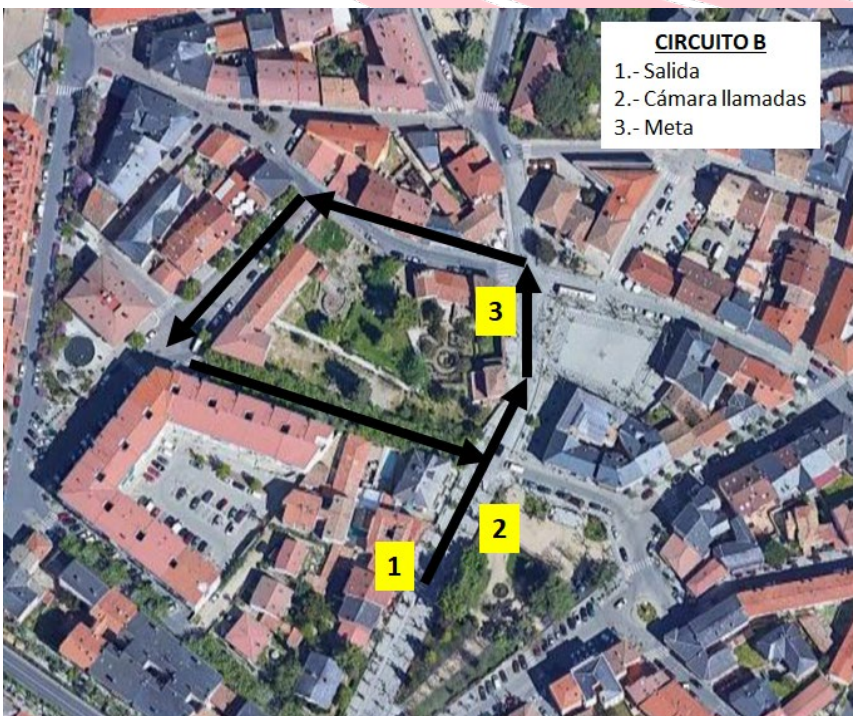 CIRCUITO B
1.- Salida
2.- Cámara llamadas
3.- Meta
3
2
1